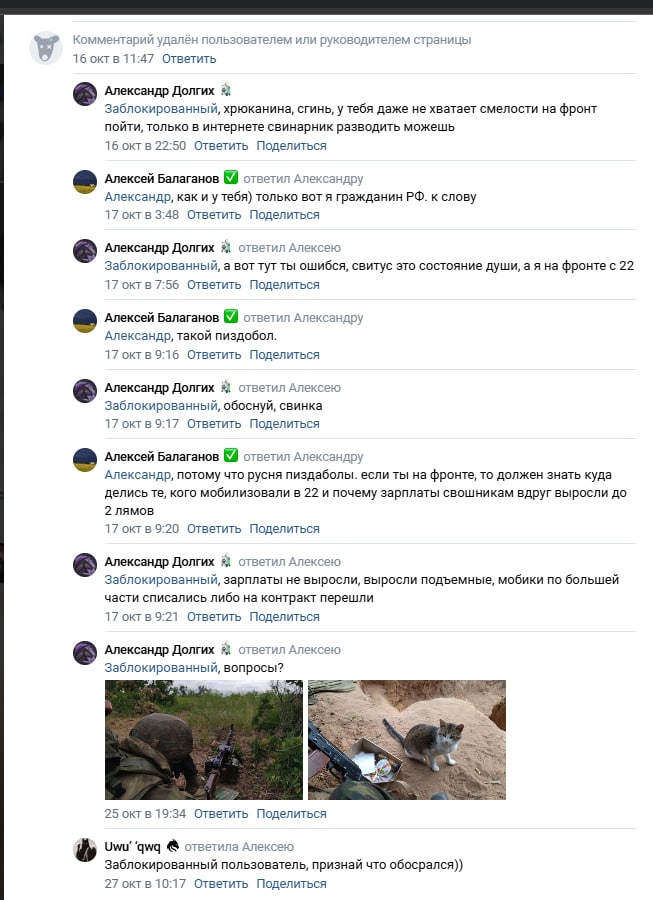 Комментарий удалён пользователем или руководителем страницы
16 окт в 11:47 Ответить
Александр Долгих
Заблокированный, хрюканина, сгинь, у тебя даже не хватает смелости на фронт
пойти, только в интернете свинарник разводить можешь
16 окт в 22:50 Ответить Поделиться
Алексей Балаганов ответил Александру
Александр, как и у тебя) только вот я гражданин РФ. к слову
17 окт в 3:48 Ответить Поделиться
Александр Долгих ответил Алексею
Заблокированный, а вот тут ты ошибся, свитус это состояние души, а я на фронте с 22
17 окт в 7:56 Ответить Поделиться
Алексей Балаганов ответил Александру
Александр, такой пиздобол.
17 окт в 9:16 Ответить Поделиться
Александр Долгих ответил Алексею
Заблокированный, обоснуй, свинка
17 окт в 9:17 Ответить Поделиться
Алексей Балаганов ответил Александру
Александр, потому что русня пиздаболы. если ты на фронте, то должен знать куда
делись те, кого мобилизовали в 22 и почему зарплаты свошникам вдруг выросли до
2 лямов
17 окт в 9:20 Ответить Поделиться
Александр Долгих ответил Алексею
Заблокированный, зарплаты не выросли, выросли подъемные, мобики по большей
части списались либо на контракт перешли
17 окт в 9:21 Ответить Поделиться
Александр Долгих ответил Алексею
Заблокированный, вопросы?
25 окт в 19:34 Ответить Поделиться
Uwu' 'qwq ответила Алексею
Заблокированный пользователь, признай что обосрался))
27 окт в 10:17 Ответить Поделиться